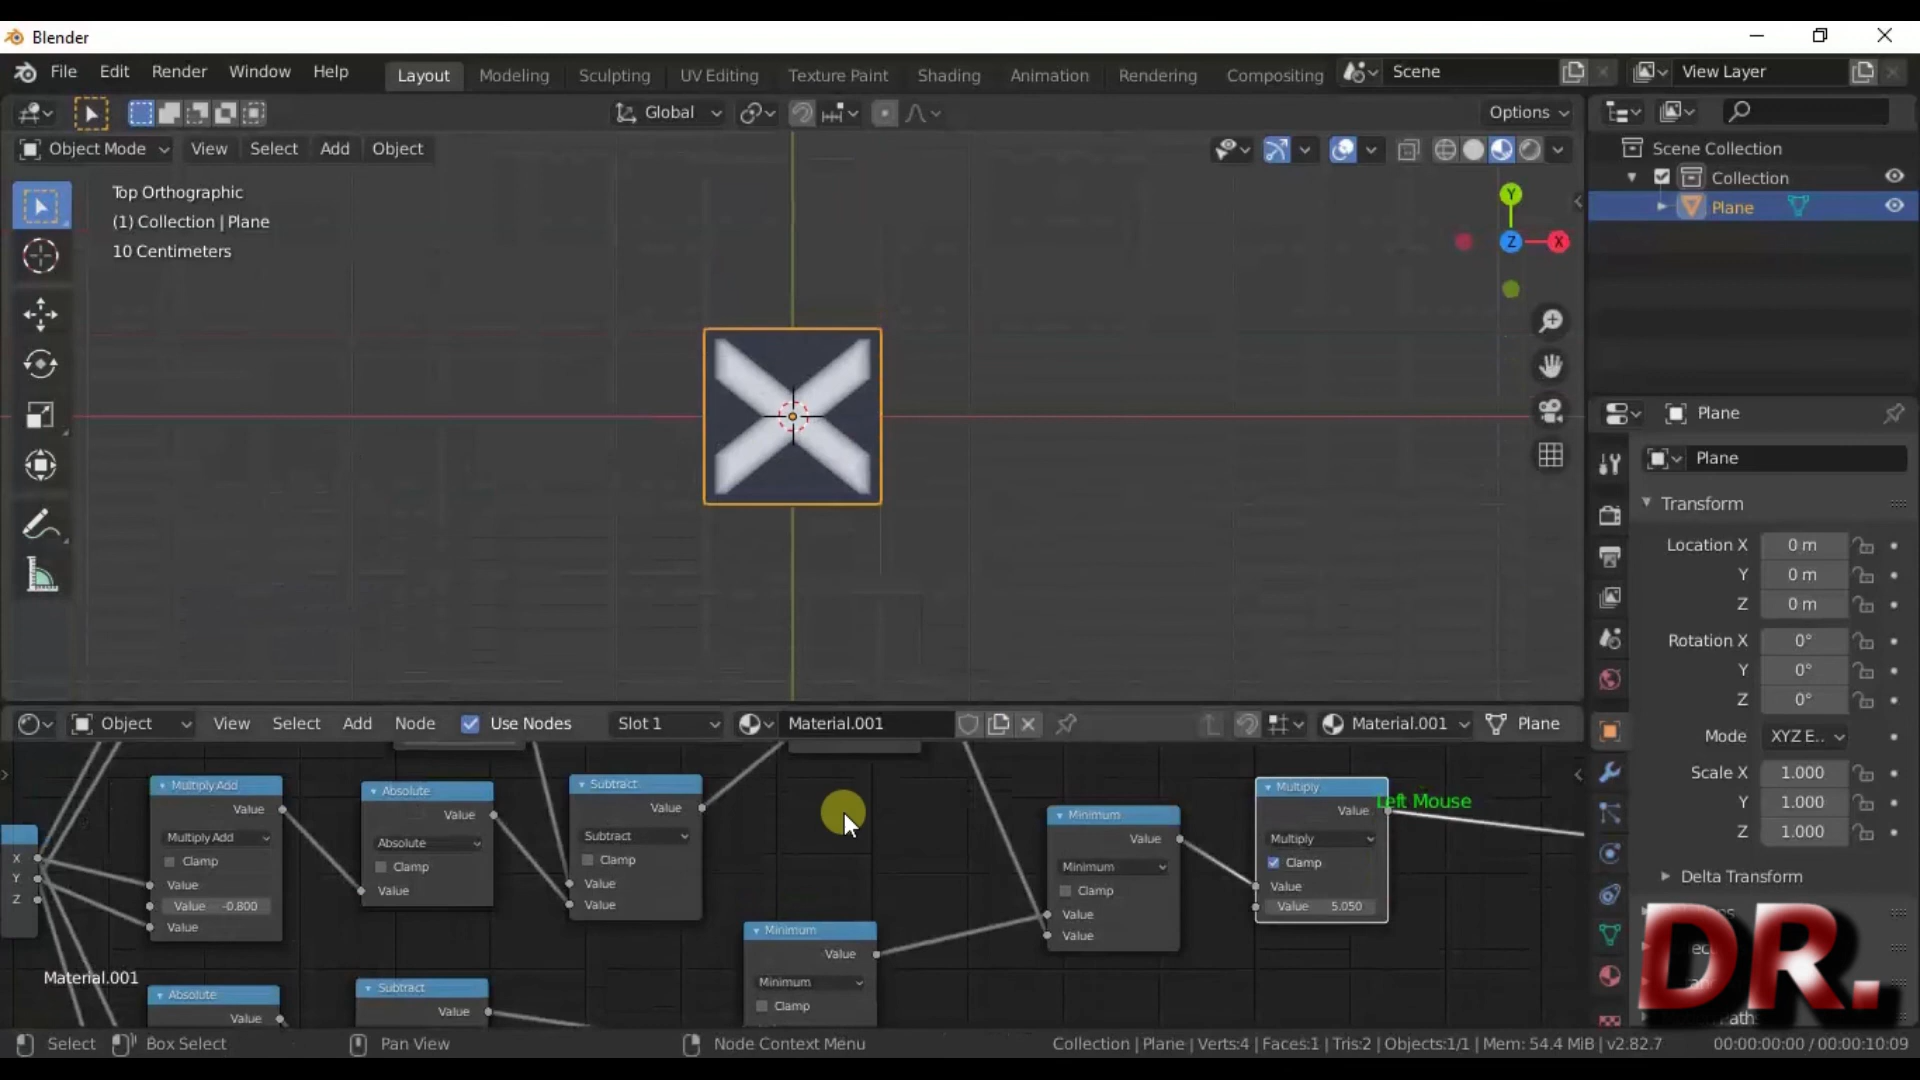 Blender
File Edit Render Window Help Layout Modeling Sculpting UV Editing Texture Paint Shading Animation Rendering Compositing Scene View Layer
Global Options
Object Mode View Select Add Object
Scene Collection
Collection
Plane
Top Orthographic
(1) Collection | Plane
10 Centimeters
Y
Z
X
Plane
Plane
Transform
Location X 0 m
Y 0 m
Z 0 m
Rotation X 0°
Y 0°
Z 0°
Mode XYZ E..
Scale X 1.000
Y 1.000
Z 1.000
Delta Transform
Object View Select Add Node Use Nodes Slot 1 Material.001 Material.001 Plane
X
Y
Z
Multiply Add
Value
Multiply Add
Clamp
Value
Value -0.800
Value
Absolute
Value
Absolute
Clamp
Value
Subtract
Value
Subtract
Clamp
Value
Value
Minimum
Value
Minimum
Clamp
Value
Value
Multiply
Value
Multiply
Clamp
Value
Value 5.050
Left Mouse
Minimum
Value
Minimum
Clamp
Absolute
Value
Subtract
Value
Material.001
DR.
Select Box Select Pan View Node Context Menu Collection | Plane | Verts:4 | Faces:1 | Tris:2 | Objects:1/1 | Mem: 54.4 MiB | v2.82.7 00:00:00:00 / 00:00:10:09